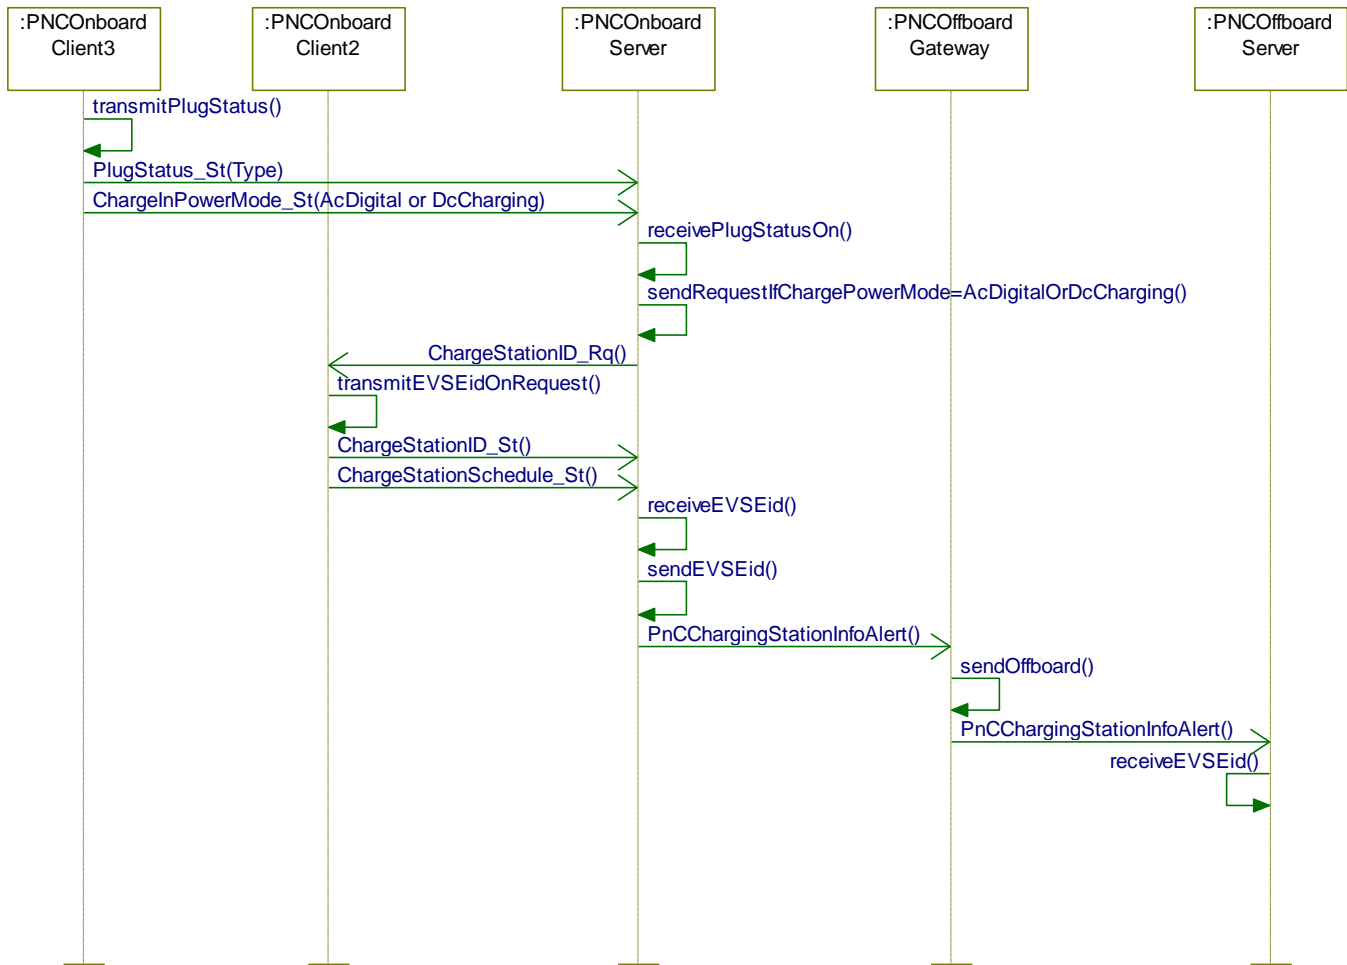 :PNCOnboard
Client3
:PNCOnboard
Client2
:PNCOnboard
Server
:PNCOffboard
Gateway
:PNCOffboard
Server
transmitPlugStatus()
PlugStatus_St(Type)
ChargeInPowerMode_St(AcDigital or DcCharging)
receivePlugStatusOn()
sendRequestIfChargePowerMode=AcDigitalOrDcCharging()
ChargeStationID_Rq()
transmitEVSEidOnRequest()
ChargeStationID_St()
ChargeStationSchedule_St()
receiveEVSEid()
sendEVSEid()
PnCChargingStationInfoAlert()
sendOffboard()
PnCChargingStationInfoAlert()
receiveEVSEid()